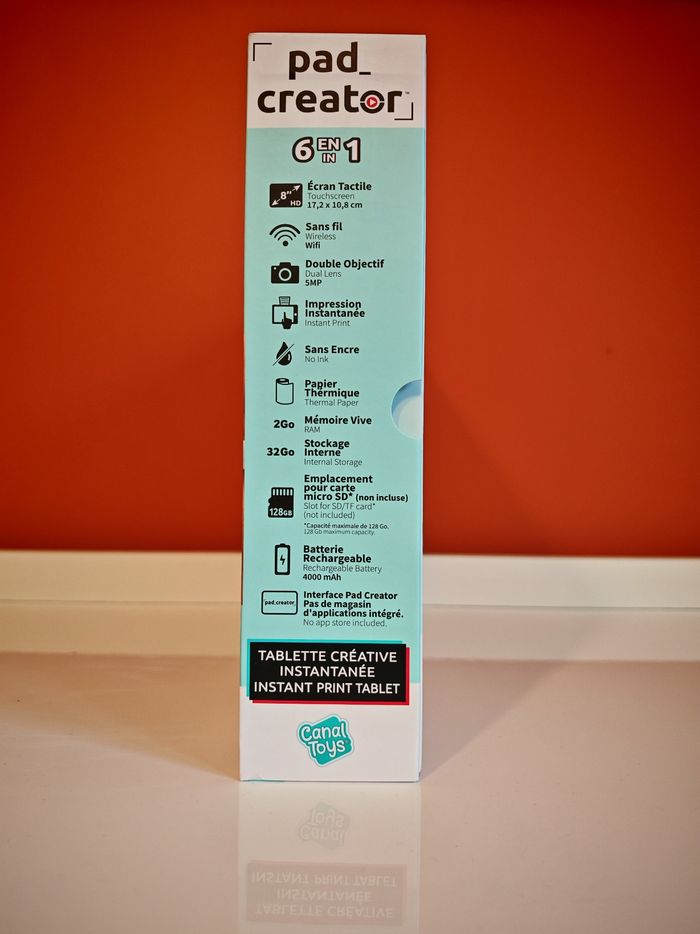 pad_
creator™
6 EN IN 1
8"
HD
Écran Tactile
Touchscreen
17,2 x 10,8 cm
Sans fil
Wireless
Wifi
Double Objectif
Dual Lens
5MP
Impression
Instantanée
Instant Print
Sans Encre
No Ink
Papier
Thermique
Thermal Paper
2Go
Mémoire Vive
RAM
32Go
Stockage
Interne
Internal Storage
128GB
Emplacement
pour carte
micro SD* (non incluse)
Slot for SD/TF card*
(not included)
*Capacité maximale de 128 Go.
128 Gb maximum capacity.
Batterie
Rechargeable
Rechargeable Battery
4000 mAh
pad_creator
Interface Pad Creator
Pas de magasin
d'applications intégré.
No app store included.
TABLETTE CRÉATIVE
INSTANTANÉE
INSTANT PRINT TABLET
Canal
Toys